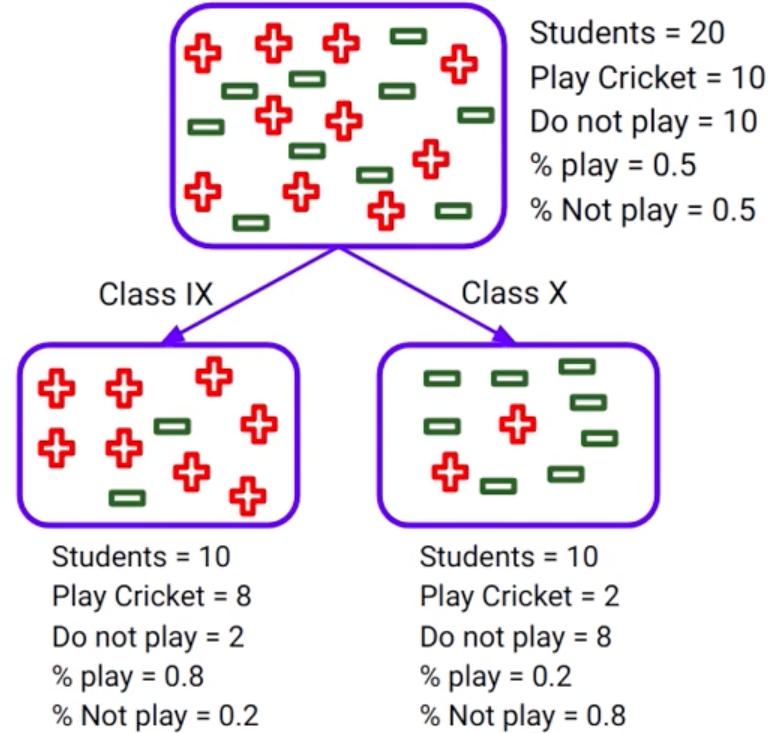 Students = 20
Play Cricket = 10
Do not play = 10
% play = 0.5
% Not play = 0.5
Class IX
Class X
Students = 10
Play Cricket = 8
Do not play = 2
% play = 0.8
% Not play = 0.2
Students = 10
Play Cricket = 2
Do not play = 8
% play = 0.2
% Not play = 0.8